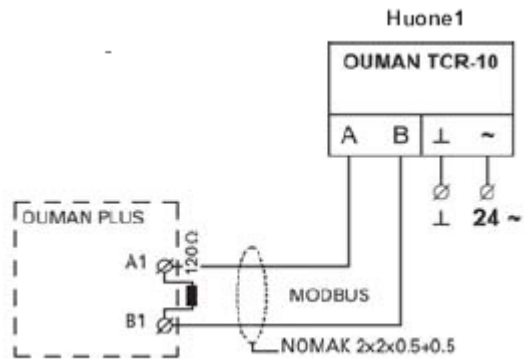 Huone1
OUMAN TCR-10
A B ⊥ ~
⊥ 24 ~
OUMAN PLUS
120Ω
A1
MODBUS
B1
NOMAK 2x2x0.5+0.5